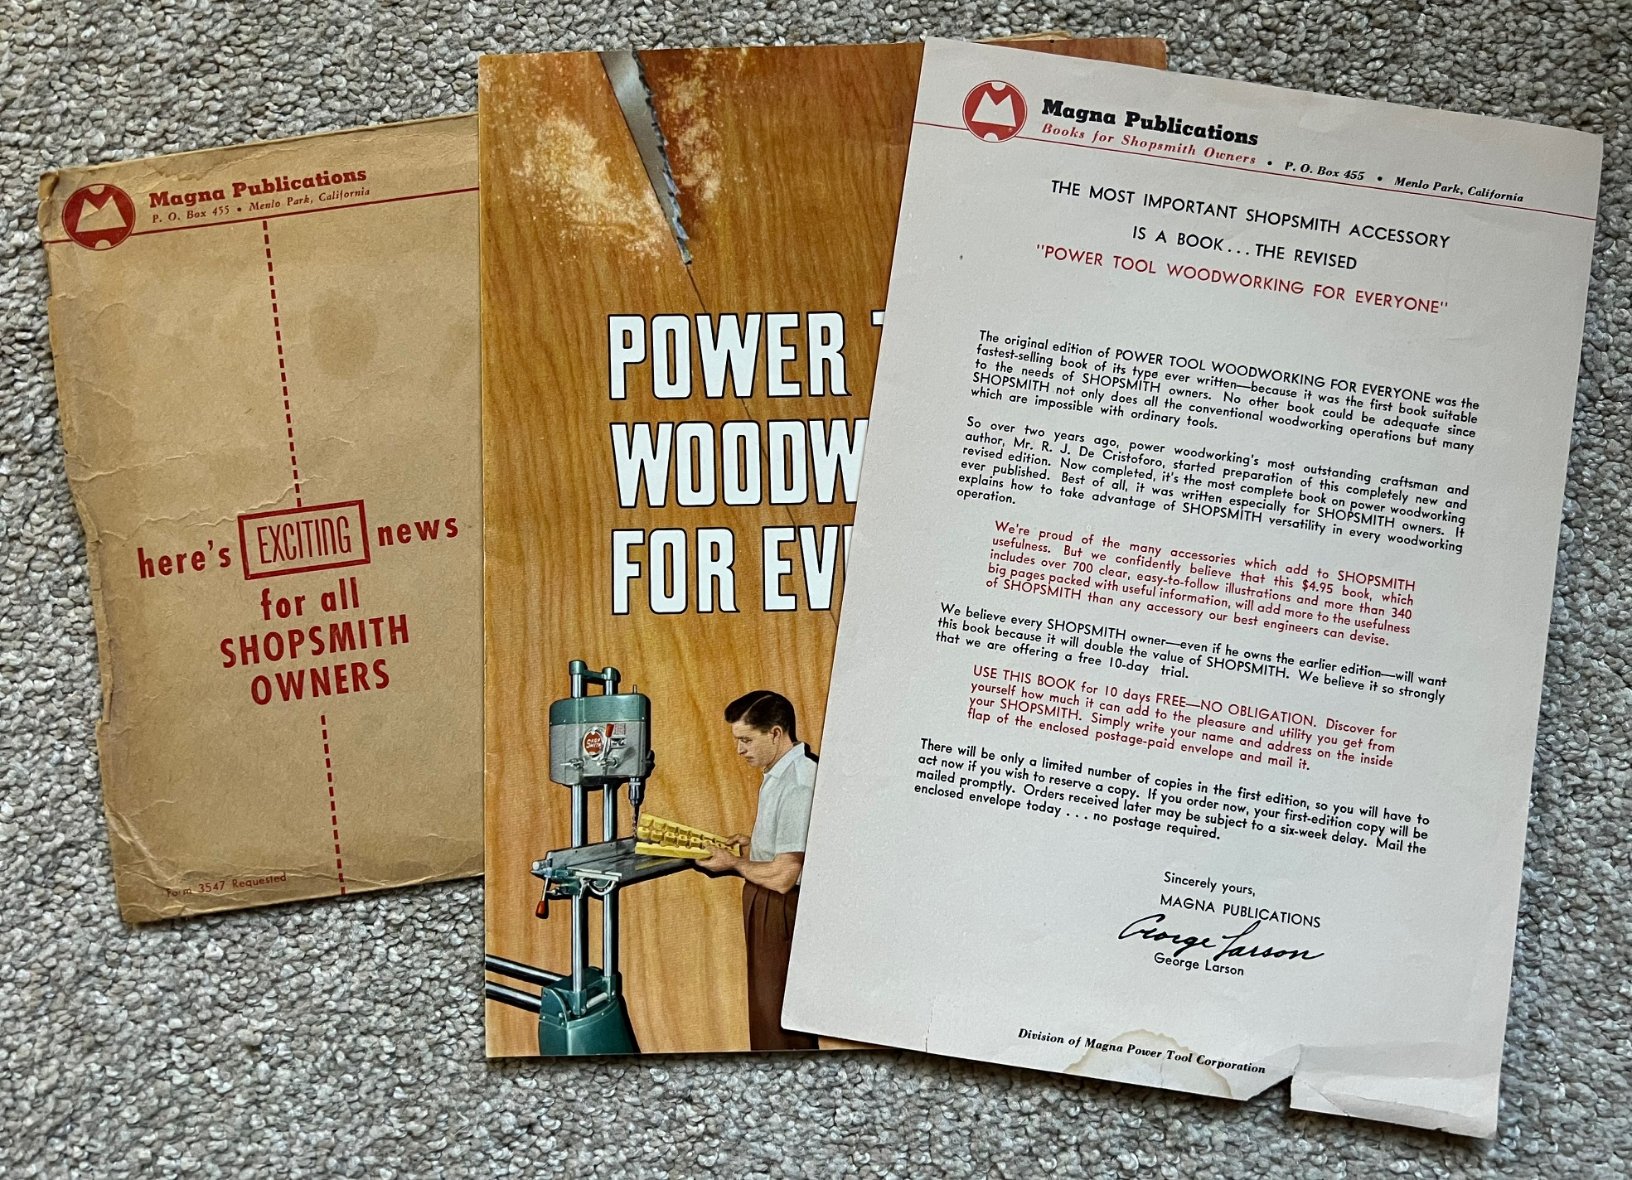 Magna Publications
P. O. Box 455 • Menlo Park, California
here's EXCITING news
for all
SHOPSMITH
OWNERS
Form 3547 Requested
POWER T
WOODW
FOR EV
SHOP
SMITH
Magna Publications
Books for Shopsmith Owners • P. O. Box 455 • Menlo Park, California
THE MOST IMPORTANT SHOPSMITH ACCESSORY
IS A BOOK...THE REVISED
"POWER TOOL WOODWORKING FOR EVERYONE"
The original edition of POWER TOOL WOODWORKING FOR EVERYONE was the
fastest-selling book of its type ever written—because it was the first book suitable
to the needs of SHOPSMITH owners. No other book could be adequate since
SHOPSMITH not only does all the conventional woodworking operations but many
which are impossible with ordinary tools.
So over two years ago, power woodworking's most outstanding craftsman and
author, Mr. R. J. De Cristoforo, started preparation of this completely new and
revised edition. Now completed, it's the most complete book on power woodworking
ever published. Best of all, it was written especially for SHOPSMITH owners. It
explains how to take advantage of SHOPSMITH versatility in every woodworking
operation.
We're proud of the many accessories which add to SHOPSMITH
usefulness. But we confidently believe that this $4.95 book, which
includes over 700 clear, easy-to-follow illustrations and more than 340
big pages packed with useful information, will add more to the usefulness
of SHOPSMITH than any accessory our best engineers can devise.
We believe every SHOPSMITH owner—even if he owns the earlier edition—will want
this book because it will double the value of SHOPSMITH. We believe it so strongly
that we are offering a free 10-day trial.
USE THIS BOOK for 10 days FREE—NO OBLIGATION. Discover for
yourself how much it can add to the pleasure and utility you get from
your SHOPSMITH. Simply write your name and address on the inside
flap of the enclosed postage-paid envelope and mail it.
There will be only a limited number of copies in the first edition, so you will have to
act now if you wish to reserve a copy. If you order now, your first-edition copy will be
mailed promptly. Orders received later may be subject to a six-week delay. Mail the
enclosed envelope today . . . no postage required.
Sincerely yours,
MAGNA PUBLICATIONS
George Larson
George Larson
Division of Magna Power Tool Corporation